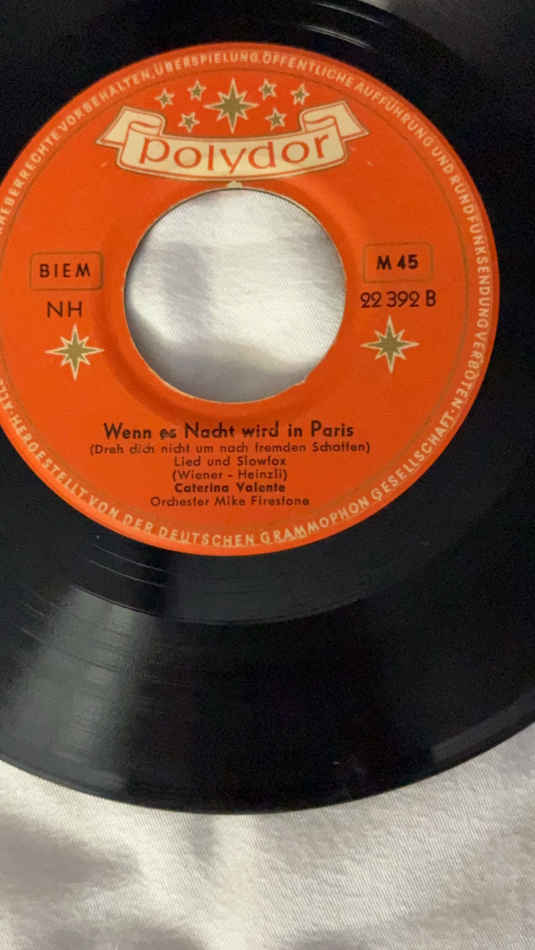 RHEBERRECHTE VORBEHALTEN, ÜBERSPIELUNG, ÖFFENTLICHE AUFFÜHRUNG UND RUNDFUNKSENDUNG VERBOTEN ·
polydor
BIEM
M 45
NH
22 392 B
Wenn es Nacht wird in Paris
(Dreh dich nicht um nach fremden Schatten)
Lied und Slowfox
(Wiener - Heinzli)
Caterina Valente
Orchester Mike Firestone
HERGESTELLT VON DER DEUTSCHEN GRAMMOPHON GESELLSCHAFT ·